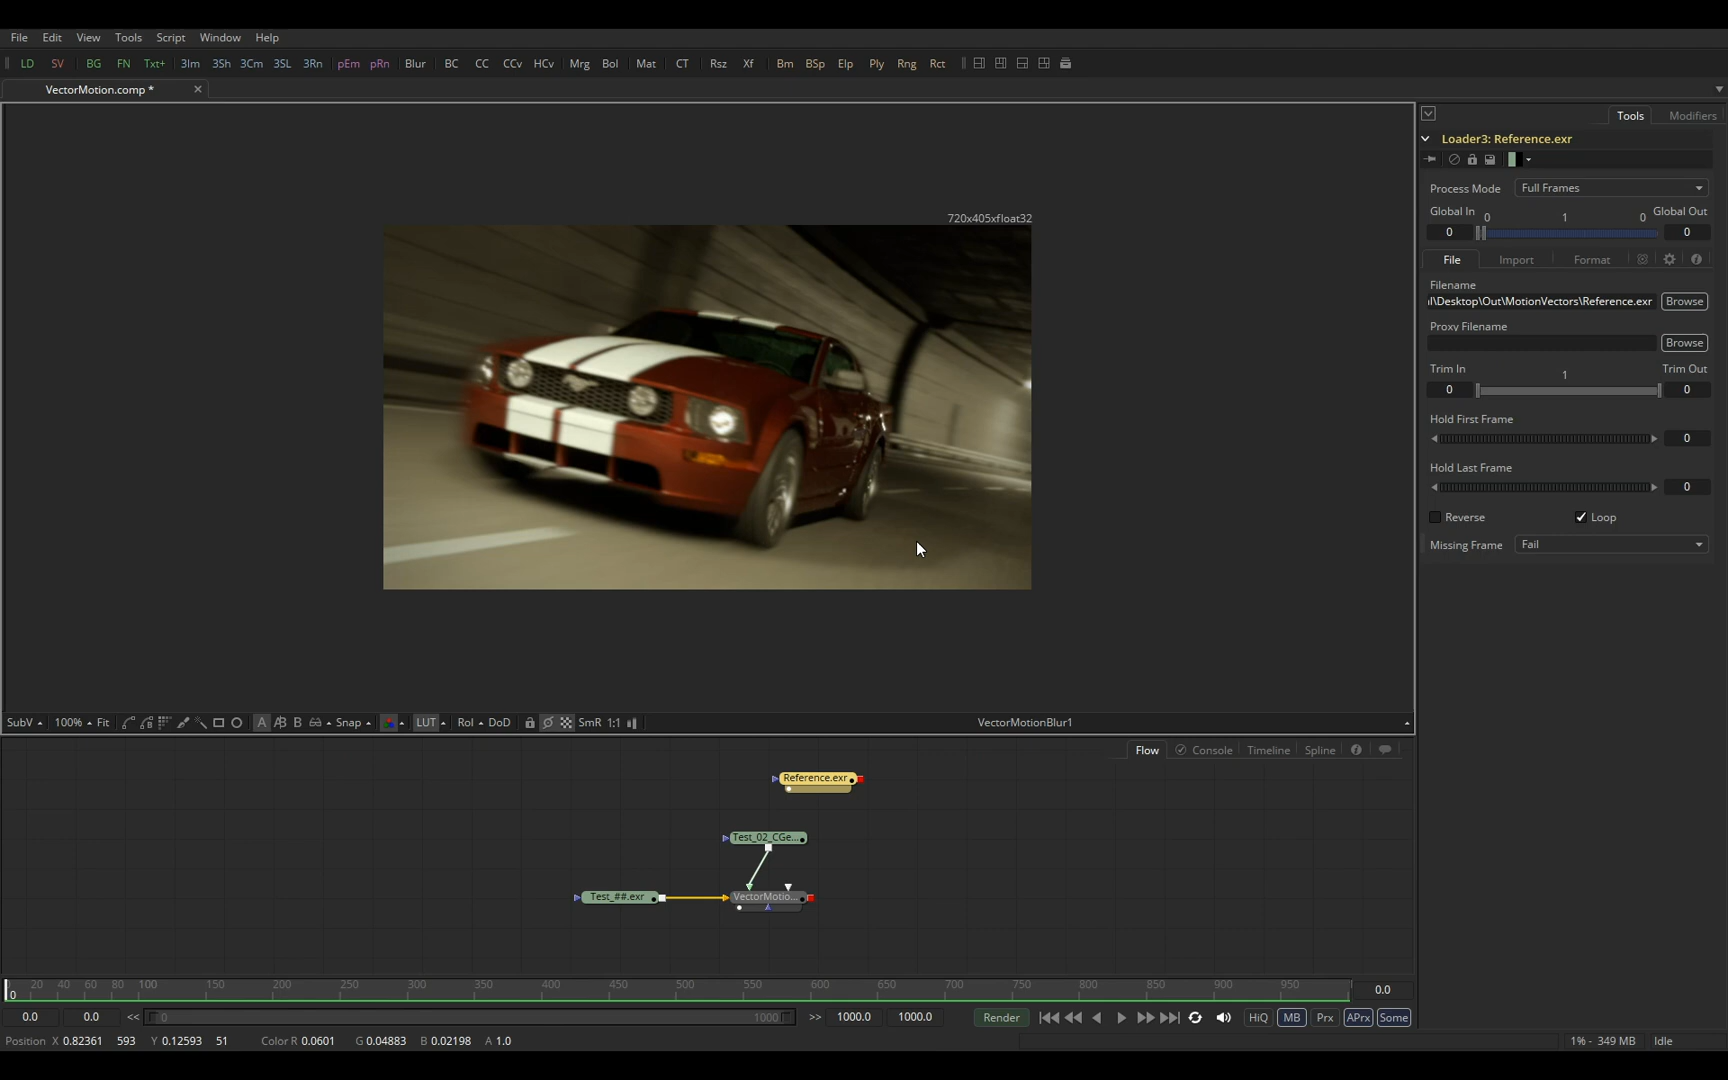 File Edit View Tools Script Window Help
LD SV BG FN Txt+ 3Im 3Sh 3Cm 3SL 3Rn pEm pRn Blur BC CC CCv HCv Mrg Bol Mat CT Rsz Xf Bm BSp Elp Ply Rng Rct
VectorMotion.comp *
Tools Modifiers
Loader3: Reference.exr
Process Mode Full Frames
Global In 0 1 0 Global Out
0 0
File Import Format
Filename
l\Desktop\Out\MotionVectors\Reference.exr Browse
Proxy Filename
Browse
Trim In 1 Trim Out
0 0
Hold First Frame
0
Hold Last Frame
0
Reverse Loop
Missing Frame Fail
720x405xfloat32
SubV 100% Fit A B Snap LUT RoI DoD SmR 1:1 VectorMotionBlur1
Flow Console Timeline Spline
Reference.exr
Test_02_CGe...
Test_##.exr VectorMotio...
0 20 40 60 80 100 150 200 250 300 350 400 450 500 550 600 650 700 750 800 850 900 950 0.0
0
0.0 0.0 << 0 1000 >> 1000.0 1000.0 Render HiQ MB Prx APrx Some
Position X 0.82361 593 Y 0.12593 51 Color R 0.0601 G 0.04883 B 0.02198 A 1.0 1% - 349 MB Idle